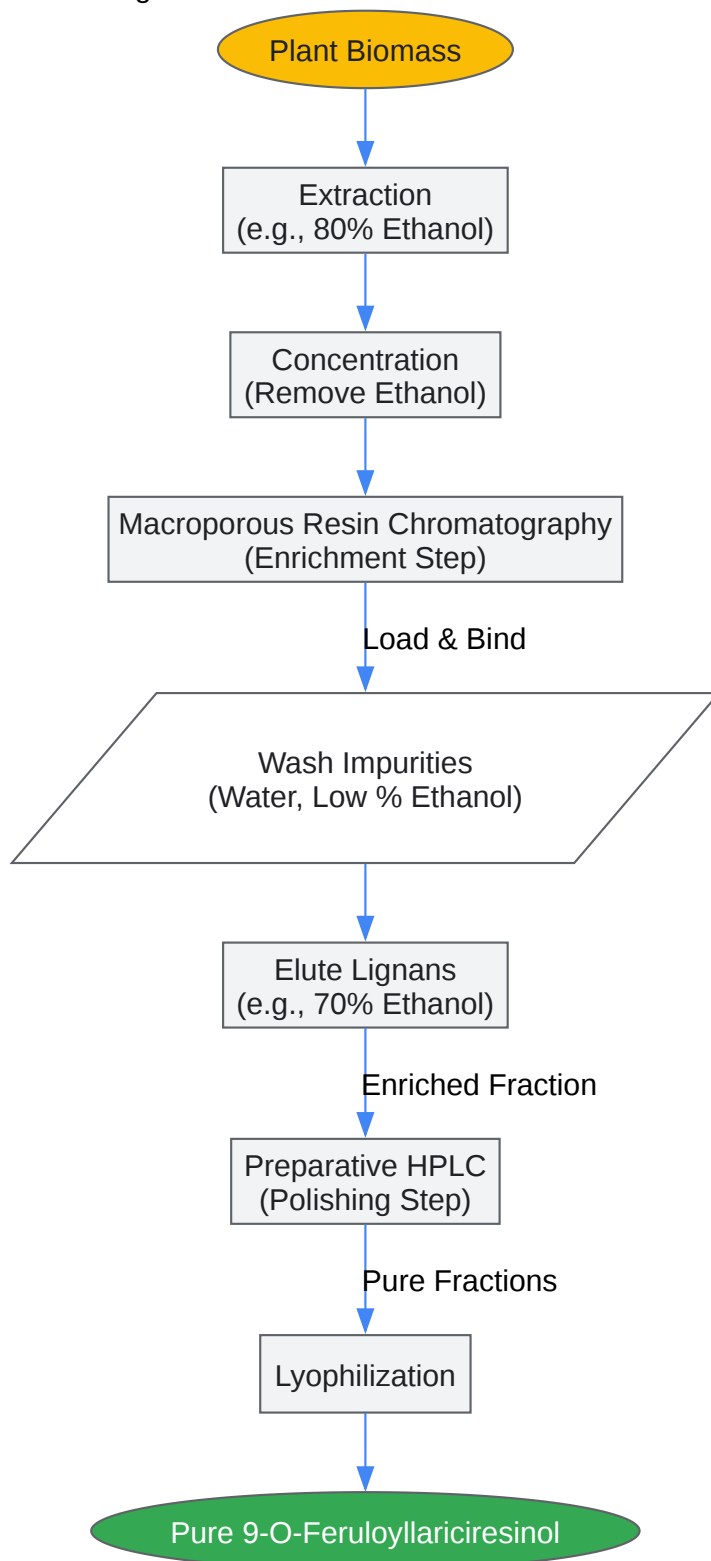 Plant Biomass
Extraction
(e.g., 80% Ethanol)
Concentration
(Remove Ethanol)
Macroporous Resin Chromatography
(Enrichment Step)
Load & Bind
Wash Impurities
(Water, Low % Ethanol)
Elute Lignans
(e.g., 70% Ethanol)
Enriched Fraction
Preparative HPLC
(Polishing Step)
Pure Fractions
Lyophilization
Pure 9-O-Feruloyllariciresinol